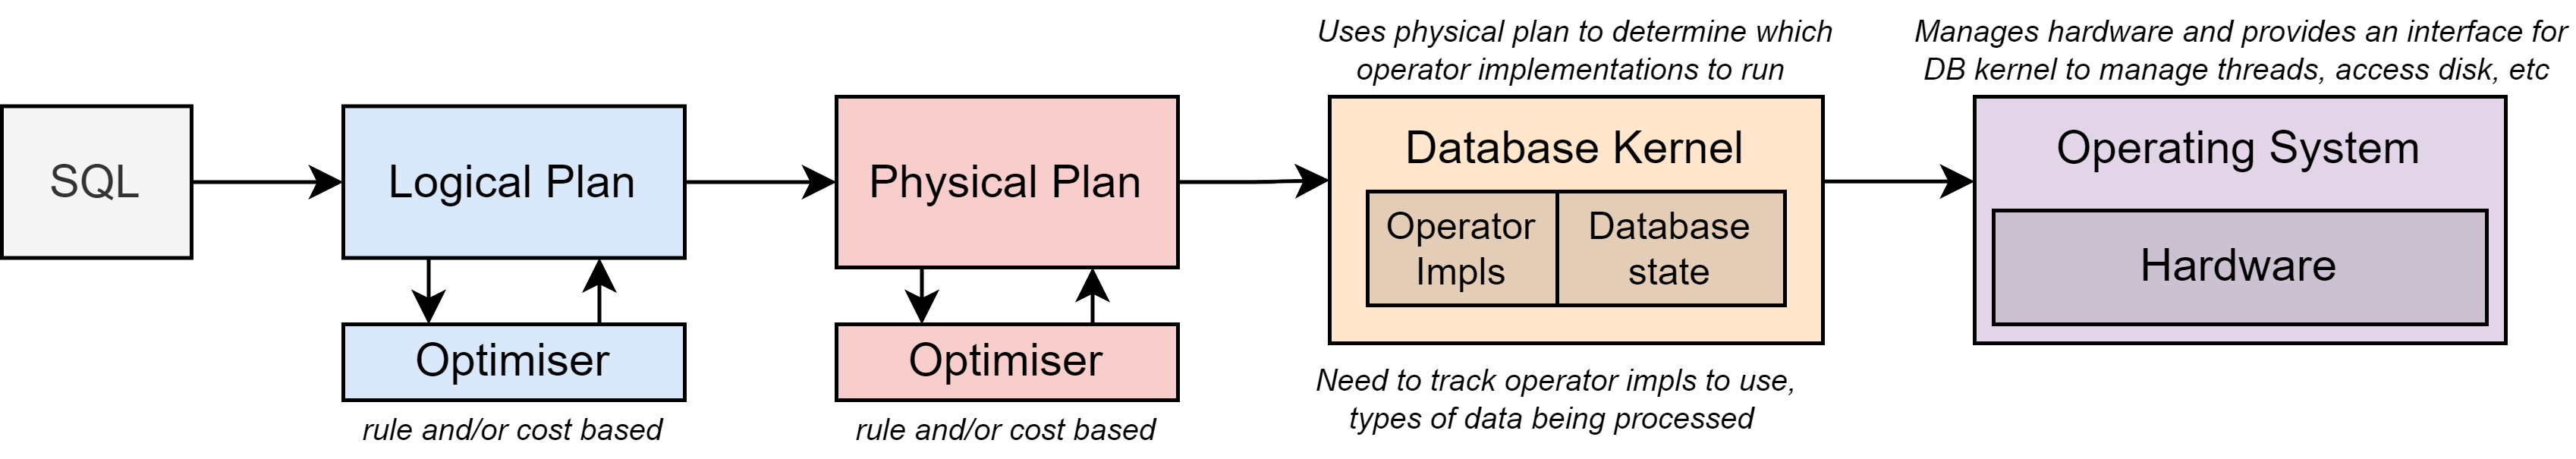 SQL
Logical Plan
Optimiser
rule and/or cost based
Physical Plan
Optimiser
rule and/or cost based
Uses physical plan to determine which
operator implementations to run
Database Kernel
Operator
Impls
Database
state
Need to track operator impls to use,
types of data being processed
Manages hardware and provides an interface for
DB kernel to manage threads, access disk, etc
Operating System
Hardware